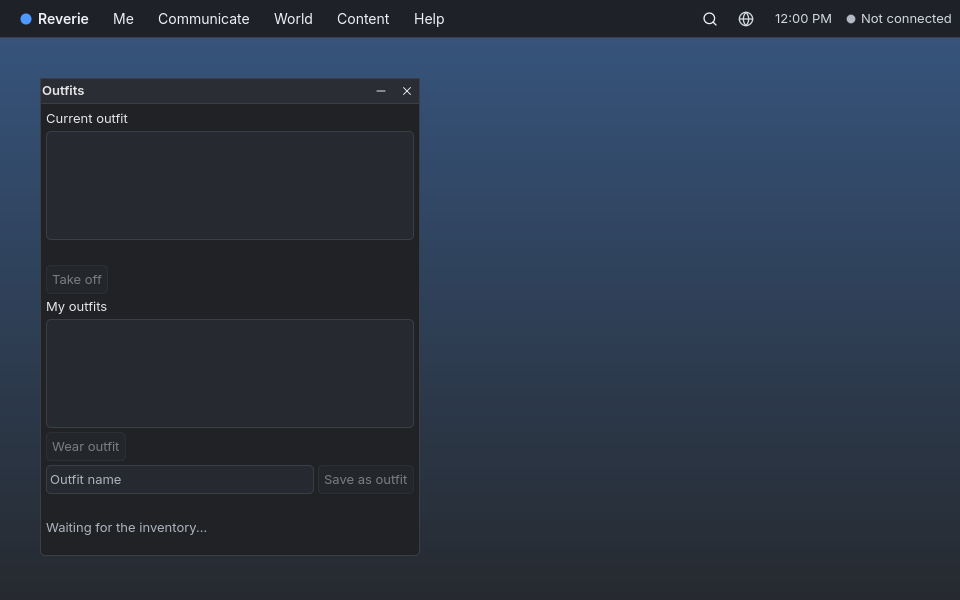 Reverie Me Communicate World Content Help 12:00 PM Not connected
Outfits
Current outfit
Take off
My outfits
Wear outfit
Outfit name Save as outfit
Waiting for the inventory...